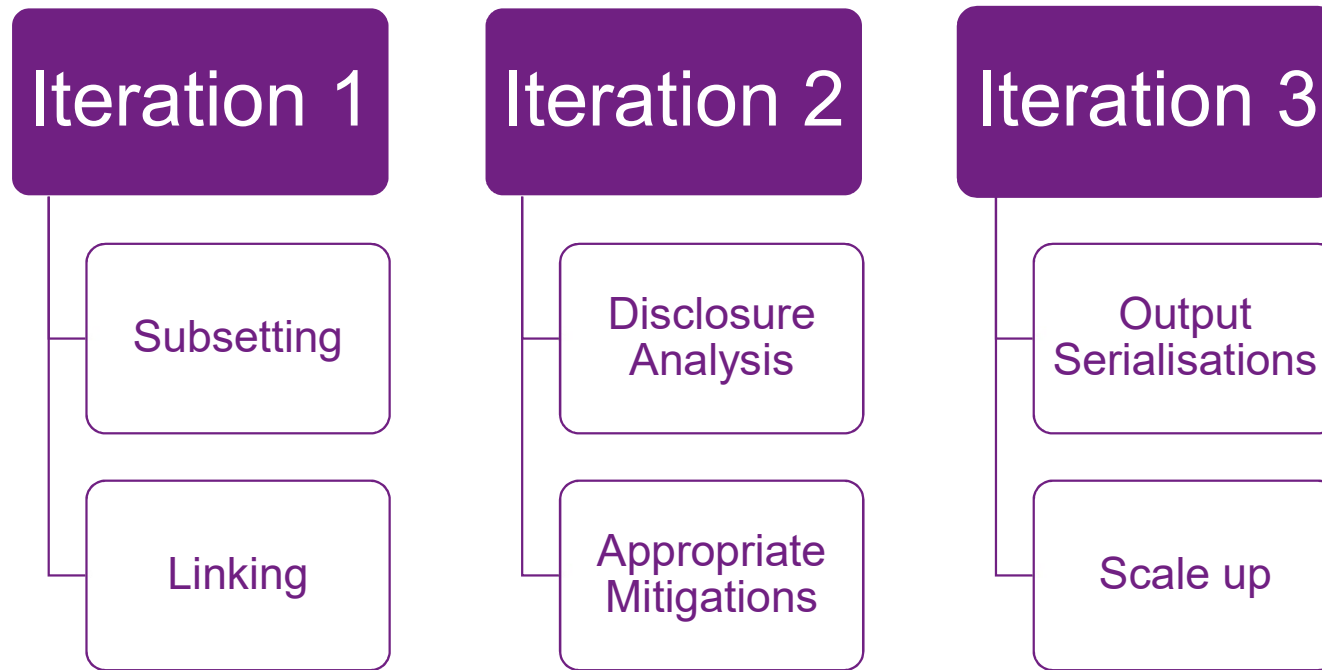 Iteration 1
Subsetting
Linking
Iteration 2
Disclosure
Analysis
Appropriate
Mitigations
Iteration 3
Output
Serialisations
Scale up